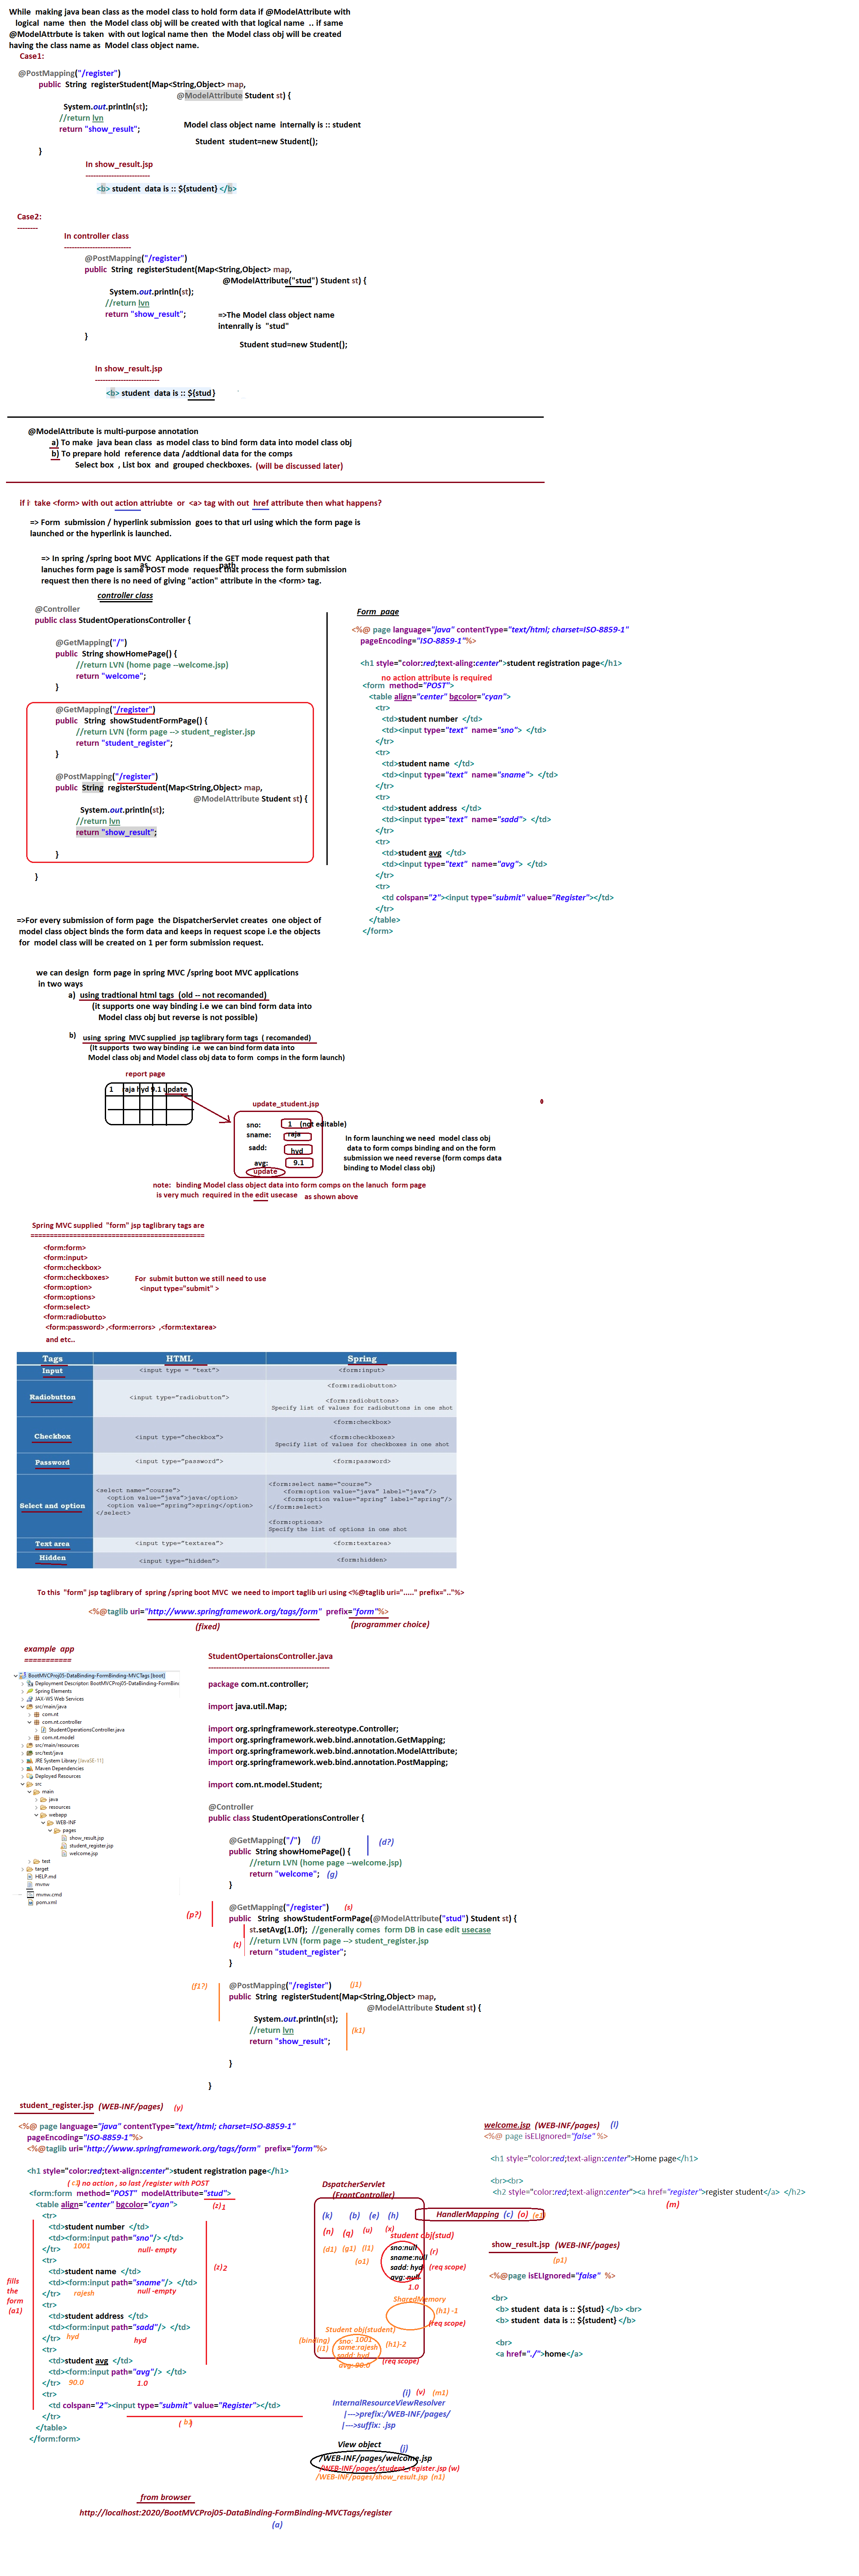 While making java bean class as the model class to hold form data if @ModelAttribute with
logical name then the Model class obj will be created with that logical name .. if same
@ModelAttrbute is taken with out logical name then the Model class obj will be created
having the class name as Model class object name.
Case1:
@PostMapping("/register")
public String registerStudent(Map<String,Object> map,
@ModelAttribute Student st) {
System.out.println(st);
//return lvn
return "show_result";
}
Model class object name internally is :: student
Student student=new Student();
In show_result.jsp
-------------------------
<b> student data is :: ${student} </b>
Case2:
--------
In controller class
--------------------------
@PostMapping("/register")
public String registerStudent(Map<String,Object> map,
@ModelAttribute("stud") Student st) {
System.out.println(st);
//return lvn
return "show_result";
}
=>The Model class object name
intenrally is "stud"
Student stud=new Student();
In show_result.jsp
-------------------------
<b> student data is :: ${stud}
@ModelAttribute is multi-purpose annotation
a) To make java bean class as model class to bind form data into model class obj
b) To prepare hold reference data /addtional data for the comps
Select box , List box and grouped checkboxes. (will be discussed later)
if i take <form> with out action attriubte or <a> tag with out href attribute then what happens?
=> Form submission / hyperlink submission goes to that url using which the form page is
launched or the hyperlink is launched.
=> In spring /spring boot MVC Applications if the GET mode request path that
lanuches form page is same as POST mode request path that process the form submission
request then there is no need of giving "action" attribute in the <form> tag.
controller class
@Controller
public class StudentOperationsController {
@GetMapping("/")
public String showHomePage() {
//return LVN (home page --welcome.jsp)
return "welcome";
}
@GetMapping("/register")
public String showStudentFormPage() {
//return LVN (form page --> student_register.jsp
return "student_register";
}
@PostMapping("/register")
public String registerStudent(Map<String,Object> map,
@ModelAttribute Student st) {
System.out.println(st);
//return lvn
return "show_result";
}
}
Form page
<%@ page language="java" contentType="text/html; charset=ISO-8859-1"
pageEncoding="ISO-8859-1"%>
<h1 style="color:red;text-aling:center">student registration page</h1>
no action attribute is required
<form method="POST">
<table align="center" bgcolor="cyan">
<tr>
<td>student number </td>
<td><input type="text" name="sno"> </td>
</tr>
<tr>
<td>student name </td>
<td><input type="text" name="sname"> </td>
</tr>
<tr>
<td>student address </td>
<td><input type="text" name="sadd"> </td>
</tr>
<tr>
<td>student avg </td>
<td><input type="text" name="avg"> </td>
</tr>
<tr>
<td colspan="2"><input type="submit" value="Register"></td>
</tr>
</table>
</form>
=>For every submission of form page the DispatcherServlet creates one object of
model class object binds the form data and keeps in request scope i.e the objects
for model class will be created on 1 per form submission request.
we can design form page in spring MVC /spring boot MVC applications
in two ways
a) using tradtional html tags (old -- not recomanded)
(it supports one way binding i.e we can bind form data into
Model class obj but reverse is not possible)
b) using spring MVC supplied jsp taglibrary form tags ( recomanded)
(It supports two way binding i.e we can bind form data into
Model class obj and Model class obj data to form comps in the form launch)
report page
1 raja hyd 9.1 update
update_student.jsp
sno: 1 (not editable)
sname: raja
sadd: hyd
avg: 9.1
update
In form launching we need model class obj
data to form comps binding and on the form
submission we need reverse (form comps data
binding to Model class obj)
note: binding Model class object data into form comps on the lanuch form page
is very much required in the edit usecase as shown above
Spring MVC supplied "form" jsp taglibrary tags are
=============================================
<form:form>
<form:input>
<form:checkbox>
<form:checkboxes>
<form:option>
<form:options>
<form:select>
<form:radiobutto>
<form:password> ,<form:errors> ,<form:textarea>
and etc..
For submit button we still need to use
<input type="submit" >
Tags HTML Spring
Input <input type = "text"> <form:input>
Radiobutton <input type="radiobutton"> <form:radiobutton>
<form:radiobuttons>
Specify list of values for radiobuttons in one shot
Checkbox <input type="checkbox"> <form:checkbox>
<form:checkboxes>
Specify list of values for checkboxes in one shot
Password <input type="password"> <form:password>
Select and option
<select name="course">
<option value="java">java</option>
<option value="spring">spring</option>
</select>
<form:select name="course">
<form:option value="java" label="java"/>
<form:option value="spring" label="spring"/>
</form:select>
<form:options>
Specify the list of options in one shot
Text area <input type="textarea"> <form:textarea>
Hidden <input type="hidden"> <form:hidden>
To this "form" jsp taglibrary of spring /spring boot MVC we need to import taglib uri using <%@taglib uri="....." prefix=".."%>
<%@taglib uri="http://www.springframework.org/tags/form" prefix="form"%>
(fixed)
(programmer choice)
example app
===========
BootMVCProj05-DataBinding-FormBinding-MVCTags [boot]
Deployment Descriptor: BootMVCProj05-DataBinding-FormBin
Spring Elements
JAX-WS Web Services
src/main/java
com.nt
com.nt.controller
StudentOperationsController.java
com.nt.model
src/main/resources
src/test/java
JRE System Library [JavaSE-11]
Maven Dependencies
Deployed Resources
src
main
java
resources
webapp
WEB-INF
pages
show_result.jsp
student_register.jsp
welcome.jsp
test
target
HELP.md
mvnw
mvnw.cmd
pom.xml
StudentOpertaionsController.java
-----------------------------------------------
package com.nt.controller;
import java.util.Map;
import org.springframework.stereotype.Controller;
import org.springframework.web.bind.annotation.GetMapping;
import org.springframework.web.bind.annotation.ModelAttribute;
import org.springframework.web.bind.annotation.PostMapping;
import com.nt.model.Student;
@Controller
public class StudentOperationsController {
@GetMapping("/") (f)
public String showHomePage() { (d?)
//return LVN (home page --welcome.jsp)
return "welcome"; (g)
}
@GetMapping("/register") (s)
(p?) public String showStudentFormPage(@ModelAttribute("stud") Student st) {
st.setAvg(1.0f); //generally comes form DB in case edit usecase
(t) //return LVN (form page --> student_register.jsp
return "student_register";
}
(f1?) @PostMapping("/register") (j1)
public String registerStudent(Map<String,Object> map,
@ModelAttribute Student st) {
System.out.println(st);
//return lvn (k1)
return "show_result";
}
}
student_register.jsp (WEB-INF/pages) (y)
<%@ page language="java" contentType="text/html; charset=ISO-8859-1"
pageEncoding="ISO-8859-1"%>
<%@taglib uri="http://www.springframework.org/tags/form" prefix="form"%>
<h1 style="color:red;text-align:center">student registration page</h1>
( c1) no action , so last /register with POST
<form:form method="POST" modelAttribute="stud">
<table align="center" bgcolor="cyan"> (z)1
<tr>
<td>student number </td>
<td><form:input path="sno"/> </td>
</tr> 1001 null- empty
<tr>
<td>student name </td> (z)2
<td><form:input path="sname"/> </td>
</tr> rajesh null -empty
<tr>
<td>student address </td>
<td><form:input path="sadd"/> </td>
</tr> hyd hyd
<tr>
<td>student avg </td>
<td><form:input path="avg"/> </td>
</tr> 90.0 1.0
<tr>
<td colspan="2"><input type="submit" value="Register"></td>
</tr>
</table> ( b1)
</form:form>
fills
the
form
(a1)
DspatcherServlet
(FrontController)
(k) (b) (e) (h)
(n) (q) (u) (x)
(d1) (g1) (l1)
(a1)
HandlerMapping (c) (o) (e1)
student obj{stud}
sno:null
sname:null (r)
sadd: hyd (req scope)
avg: null
1.0
SharedMemory
(h1) -1
(req scope)
Student obj{student}
(binding) sno: 1001 (h1)-2
(i1) same:rajesh
sadd: hyd (req scope)
avg: 90.0
(i) (v) (m1)
InternalResourceViewResolver
|--->prefix:/WEB-INF/pages/
|--->suffix: .jsp
View object (j)
/WEB-INF/pages/welcome.jsp
/WEB-INF/pages/student_register.jsp (w)
/WEB-INF/pages/show_result.jsp (n1)
welcome.jsp (WEB-INF/pages) (l)
<%@ page isELIgnored="false" %>
<h1 style="color:red;text-align:center">Home page</h1>
<br><br>
<h2 style="color:red;text-align:center"><a href="register">register student</a> </h2>
(m)
show_result.jsp (WEB-INF/pages)
(p1)
<%@page isELIgnored="false" %>
<br>
<b> student data is :: ${stud} </b> <br>
<b> student data is :: ${student} </b>
<br>
<a href="./">home</a>
from browser
http://localhost:2020/BootMVCProj05-DataBinding-FormBinding-MVCTags/register
(a)